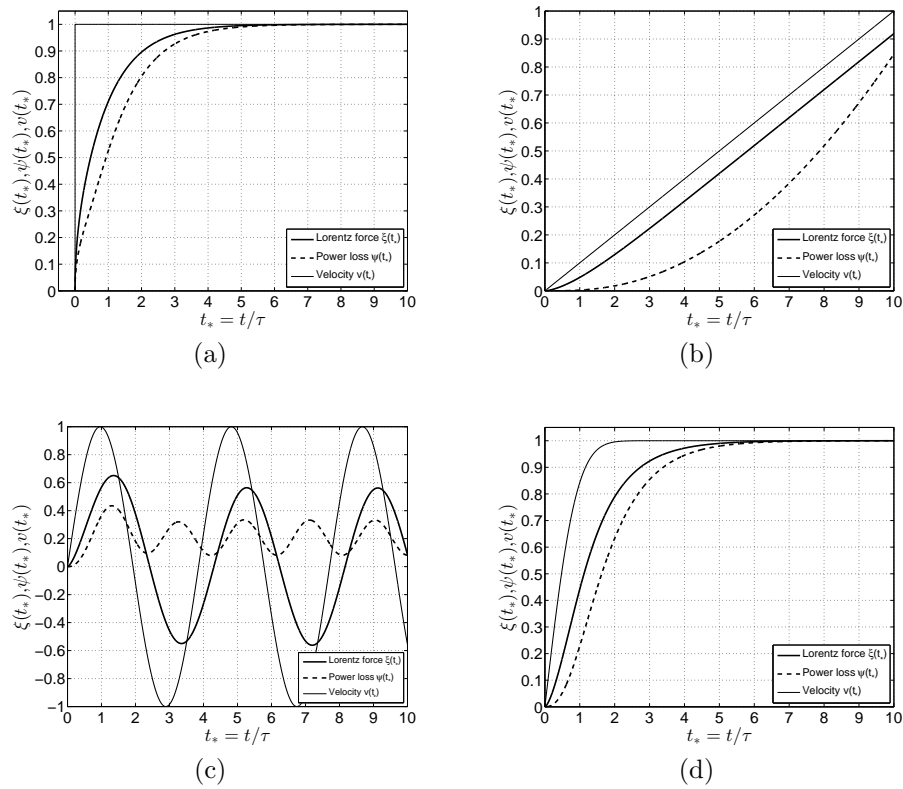 1
0.9
0.8
0.7
0.6
0.5
0.4
0.3
0.2
0.1
0
ξ(t*),ψ(t*),v(t*)
Lorentz force ξ(t*)
Power loss ψ(t*)
Velocity v(t*)
0 1 2 3 4 5 6 7 8 9 10
t* = t/τ
(a)
1
0.9
0.8
0.7
0.6
0.5
0.4
0.3
0.2
0.1
0
ξ(t*),ψ(t*),v(t*)
Lorentz force ξ(t*)
Power loss ψ(t*)
Velocity v(t*)
0 1 2 3 4 5 6 7 8 9 10
t* = t/τ
(b)
1
0.8
0.6
0.4
0.2
0
−0.2
−0.4
−0.6
−0.8
−1
ξ(t*),ψ(t*),v(t*)
Lorentz force ξ(t*)
Power loss ψ(t*)
Velocity v(t*)
0 1 2 3 4 5 6 7 8 9 10
t* = t/τ
(c)
1
0.9
0.8
0.7
0.6
0.5
0.4
0.3
0.2
0.1
0
ξ(t*),ψ(t*),v(t*)
Lorentz force ξ(t*)
Power loss ψ(t*)
Velocity v(t*)
0 1 2 3 4 5 6 7 8 9 10
t* = t/τ
(d)